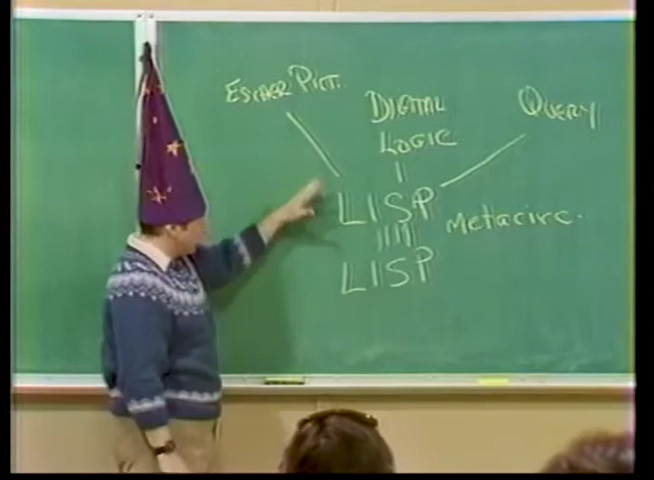 ESCHER PICT.
DIGITAL
LOGIC
QUERY
LISP
METACIRC.
LISP